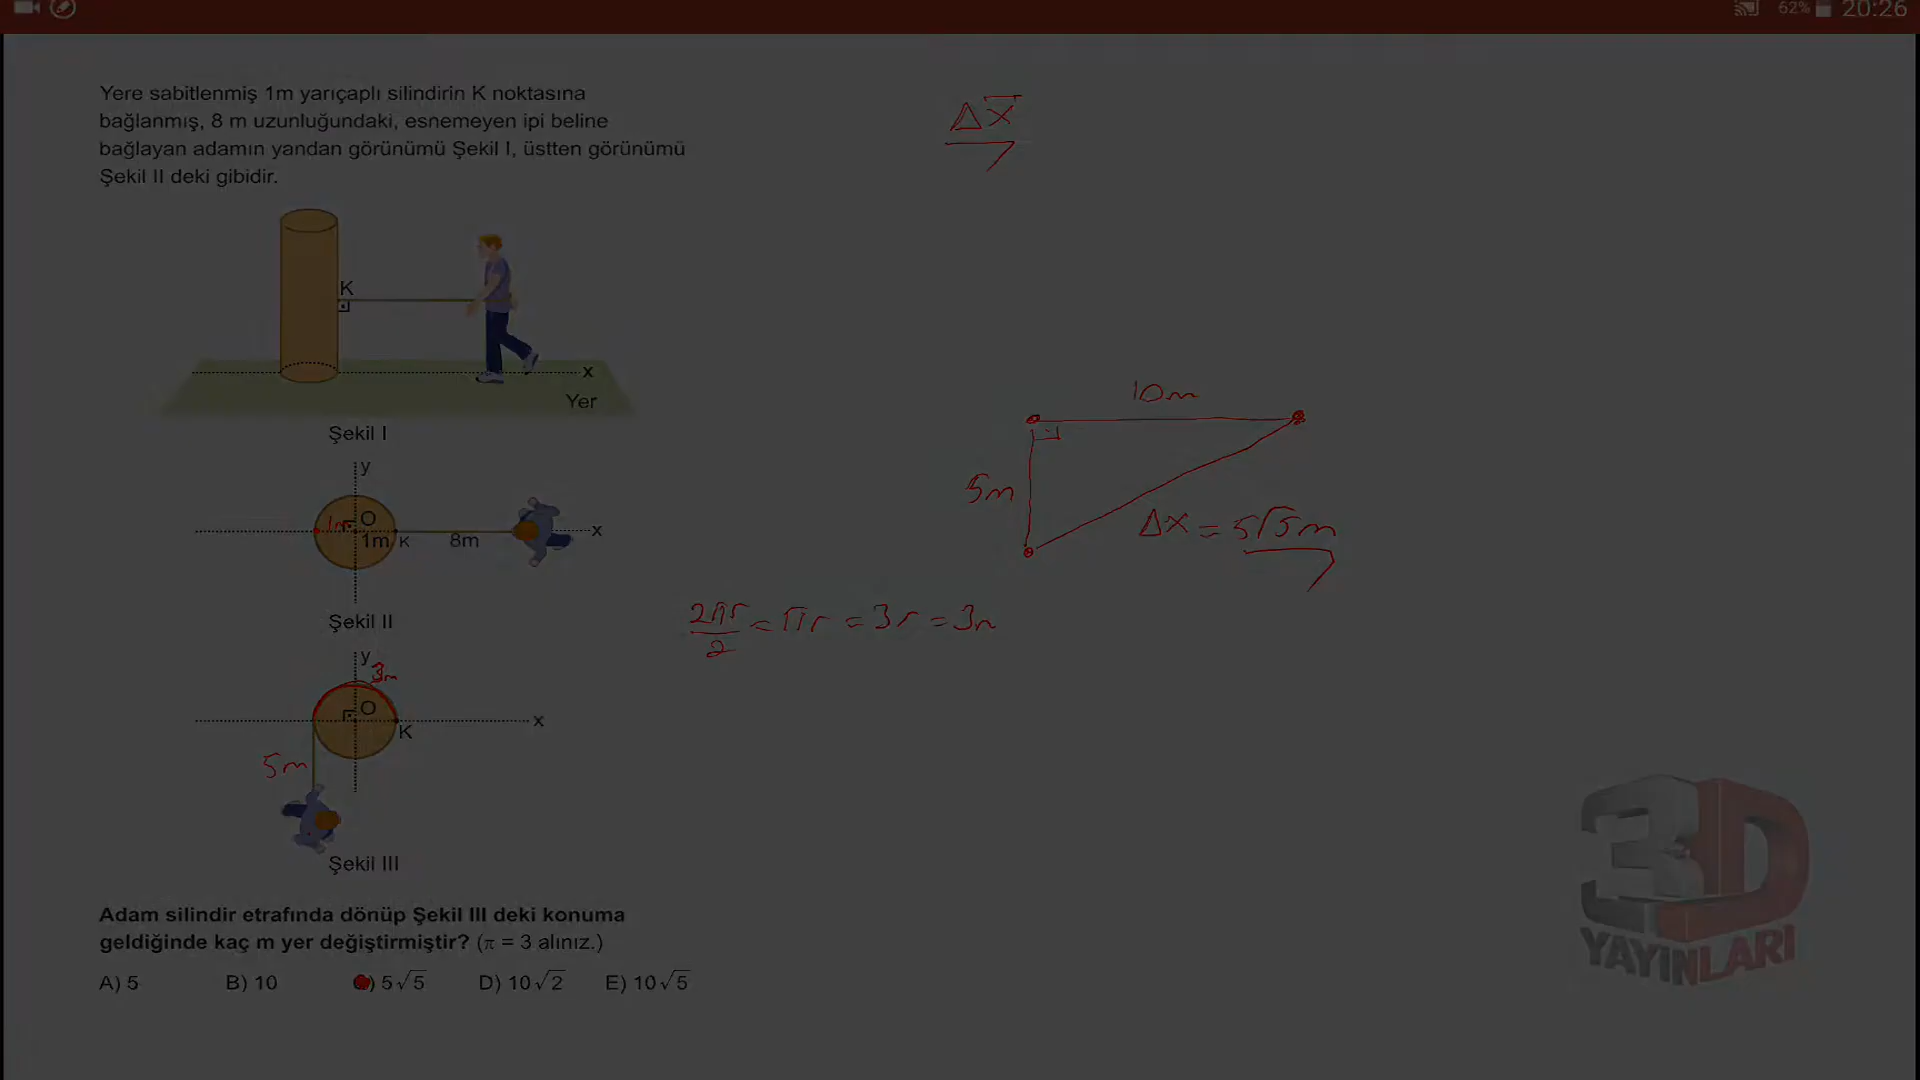 62% 20:26
Yere sabitlenmiş 1m yarıçaplı silindirin K noktasına
bağlanmış, 8 m uzunluğundaki, esnemeyen ipi beline
bağlayan adamın yandan görünümü Şekil I, üstten görünümü
Şekil II deki gibidir.
Δx
K
x
Yer
Şekil I
10m
5m
Δx = 5√5m
y
1m
O
1m K 8m x
Şekil II
2πr/2 = πr = 3r = 3m
y
3m
O
x
K
5m
Şekil III
Adam silindir etrafında dönüp Şekil III deki konuma
geldiğinde kaç m yer değiştirmiştir? (π = 3 alınız.)
A) 5 B) 10 ) 5√5 D) 10√2 E) 10√5
3D
YAYINLARI